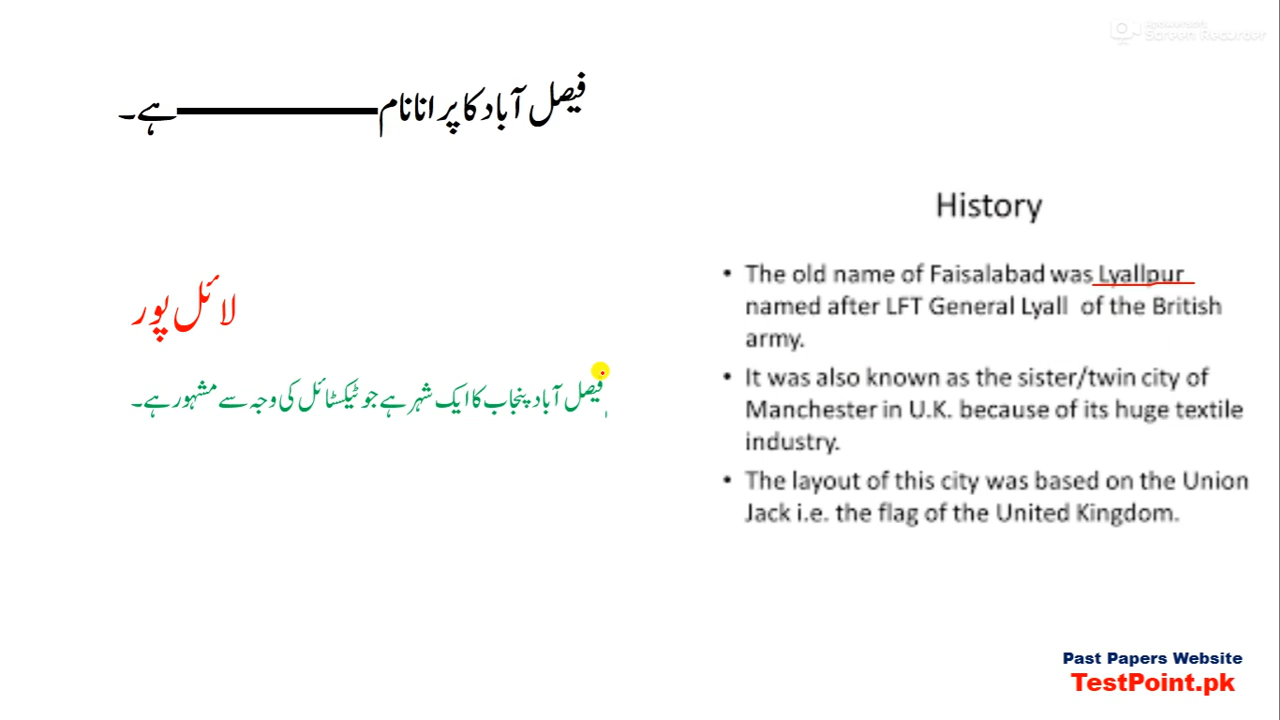 فیصل آباد کا پرانا نام ـــــــــــــــــ ہے۔
لائل پور
فیصل آباد پنجاب کا ایک شہر ہے جو ٹیکسٹائل کی وجہ سے مشہور ہے۔
History
• The old name of Faisalabad was Lyallpur
named after LFT General Lyall of the British
army.
• It was also known as the sister/twin city of
Manchester in U.K. because of its huge textile
industry.
• The layout of this city was based on the Union
Jack i.e. the flag of the United Kingdom.
Past Papers Website
TestPoint.pk
Screen Recorder